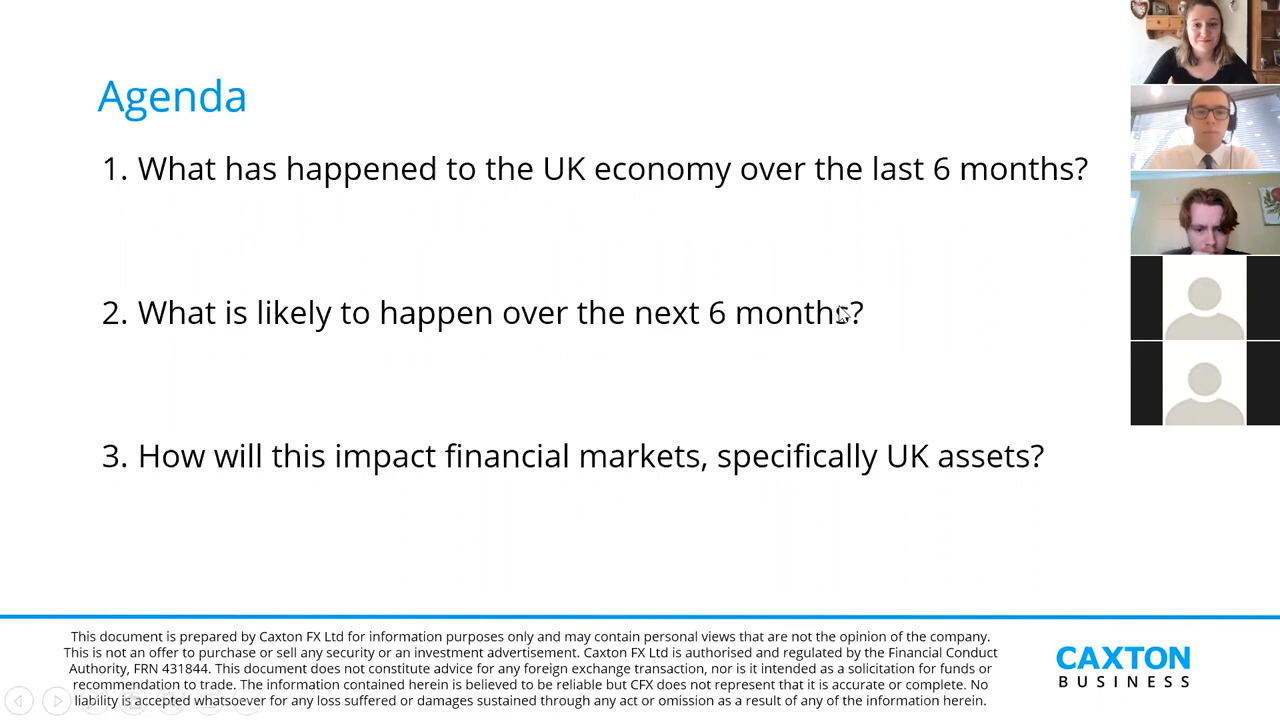 Agenda
1. What has happened to the UK economy over the last 6 months?
2. What is likely to happen over the next 6 months?
3. How will this impact financial markets, specifically UK assets?
This document is prepared by Caxton FX Ltd for information purposes only and may contain personal views that are not the opinion of the company.
This is not an offer to purchase or sell any security or an investment advertisement. Caxton FX Ltd is authorised and regulated by the Financial Conduct
Authority, FRN 431844. This document does not constitute advice for any foreign exchange transaction, nor is it intended as a solicitation for funds or
recommendation to trade. The information contained herein is believed to be reliable but CFX does not represent that it is accurate or complete. No
liability is accepted whatsoever for any loss suffered or damages sustained through any act or omission as a result of any of the information herein.
CAXTON
BUSINESS